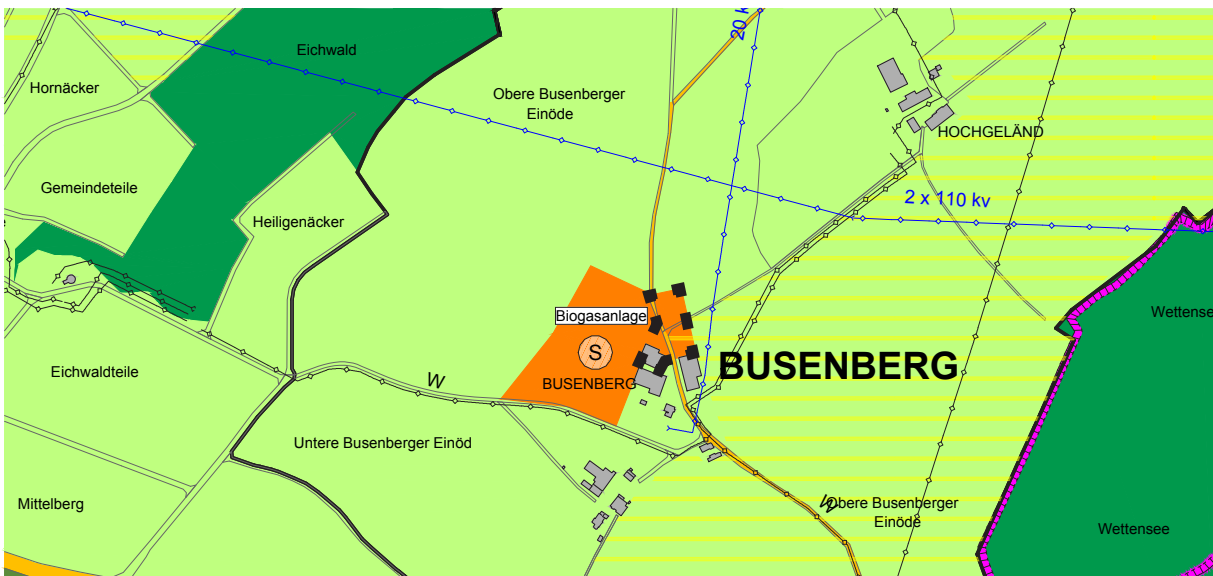 20 k
Eichwald
Hornäcker
Obere Busenberger
Einöde
HOCHGELÄND
Gemeindeteile
2 x 110 kv
Heiligenäcker
Biogasanlage
Wettense
S
BUSENBERG
BUSENBERG
Eichwaldteile
W
Untere Busenberger Einöd
Mittelberg
W
Obere Busenberger
Einöde
Wettensee